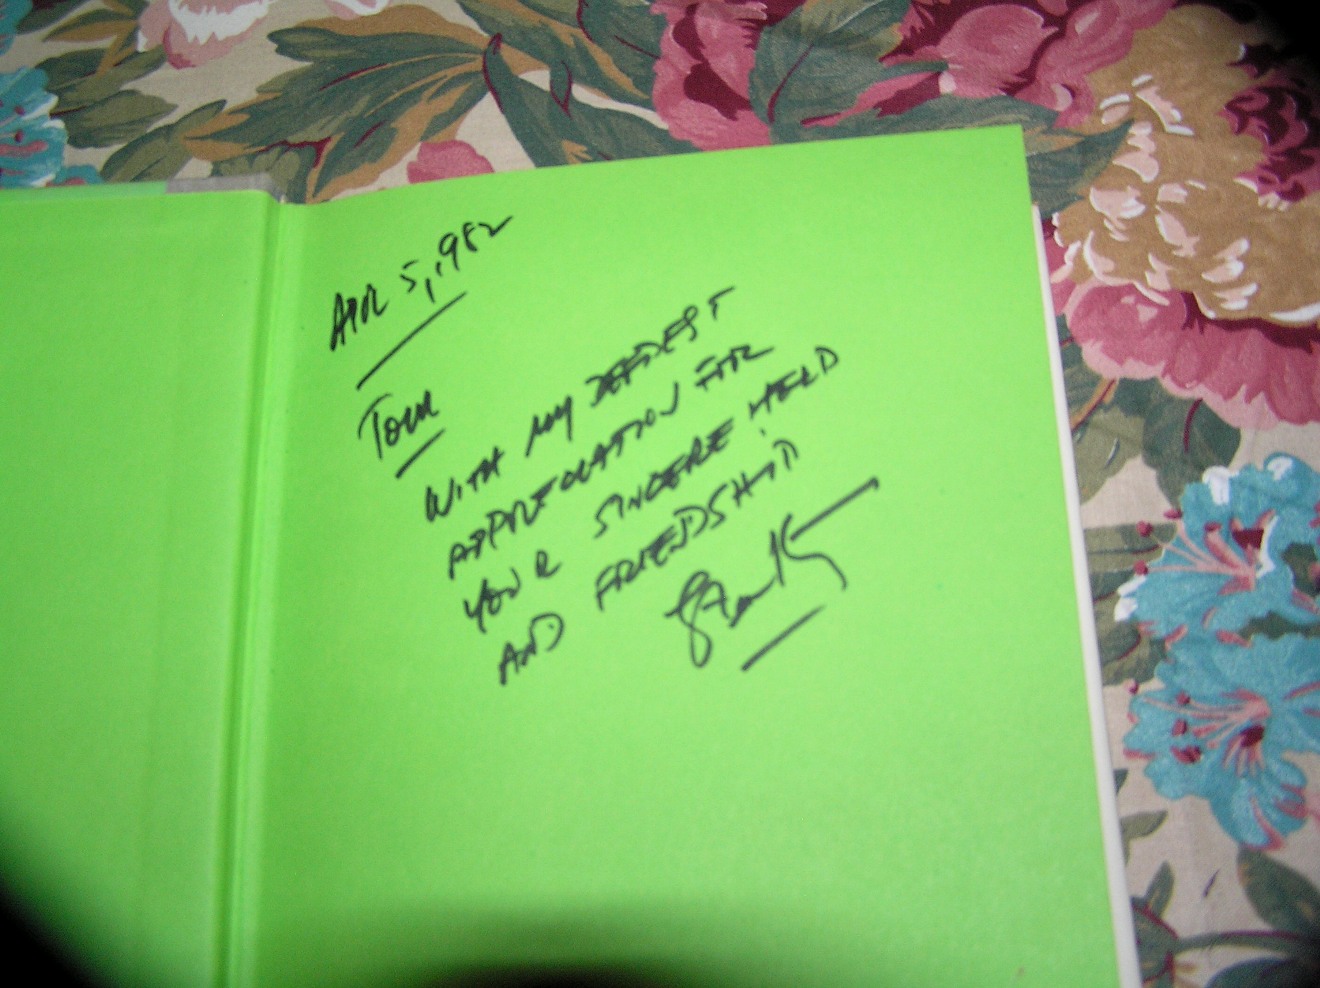 APR 5, 1982
Tom
WITH MY DEEPEST
APPRECIATION FOR
YOUR SINCERE HELP
AND FRIENDSHIP